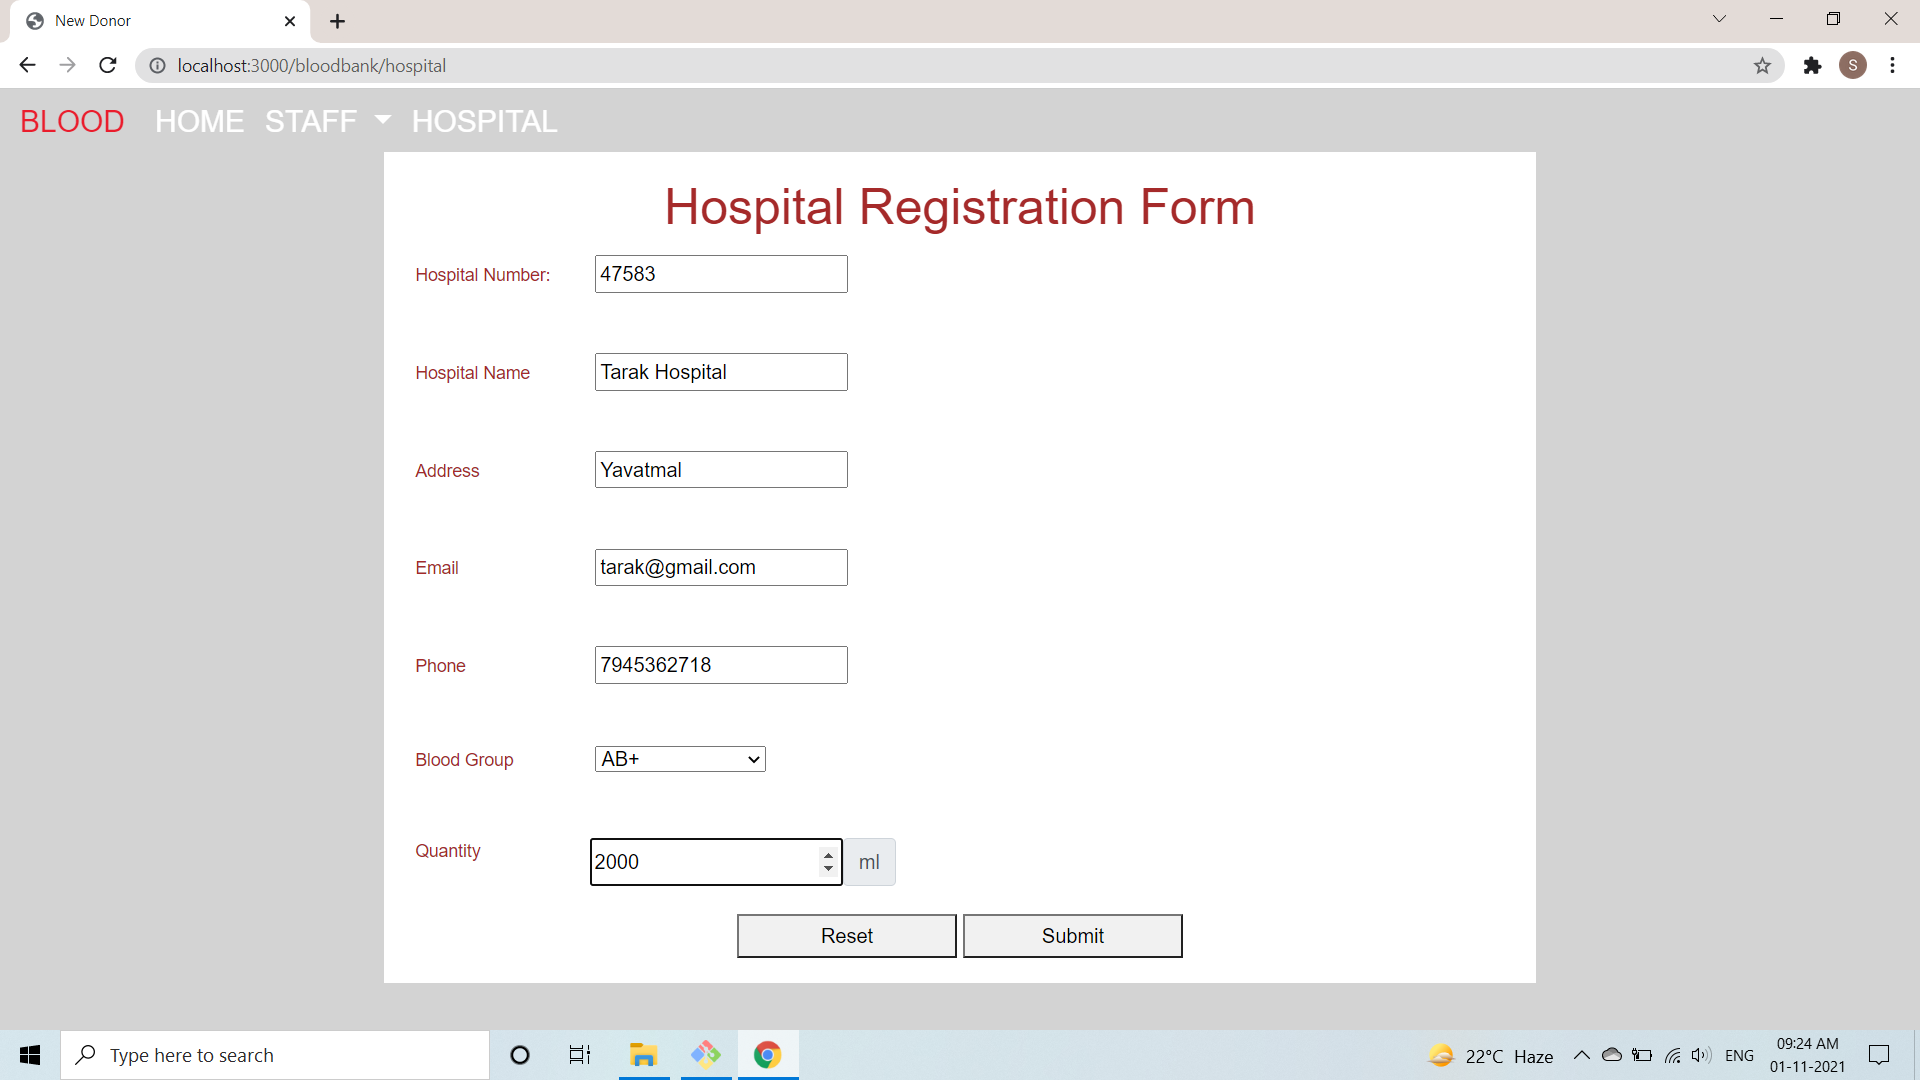 New Donor
localhost:3000/bloodbank/hospital
S
BLOOD HOME STAFF HOSPITAL
Hospital Registration Form
Hospital Number: 47583
Hospital Name Tarak Hospital
Address Yavatmal
Email tarak@gmail.com
Phone 7945362718
Blood Group AB+
Quantity 2000 ml
Reset Submit
Type here to search
22°C Haze
ENG
09:24 AM
01-11-2021